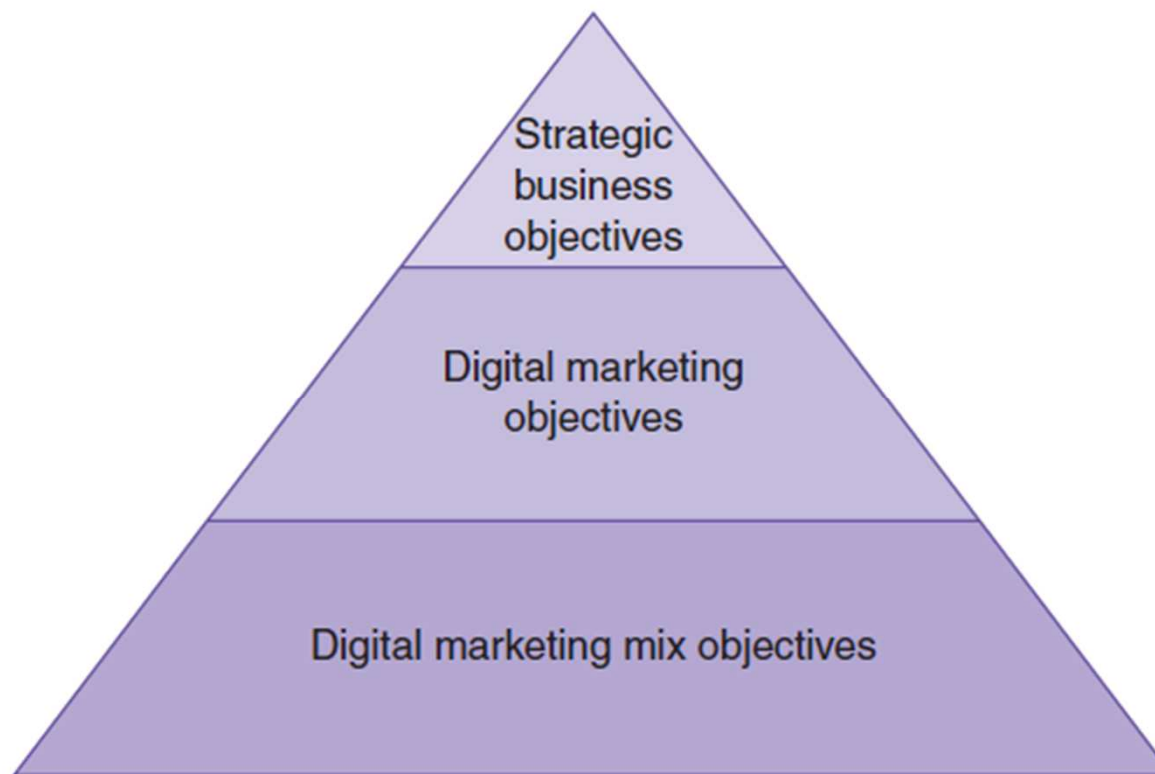 Strategic
business
objectives
Digital marketing
objectives
Digital marketing mix objectives